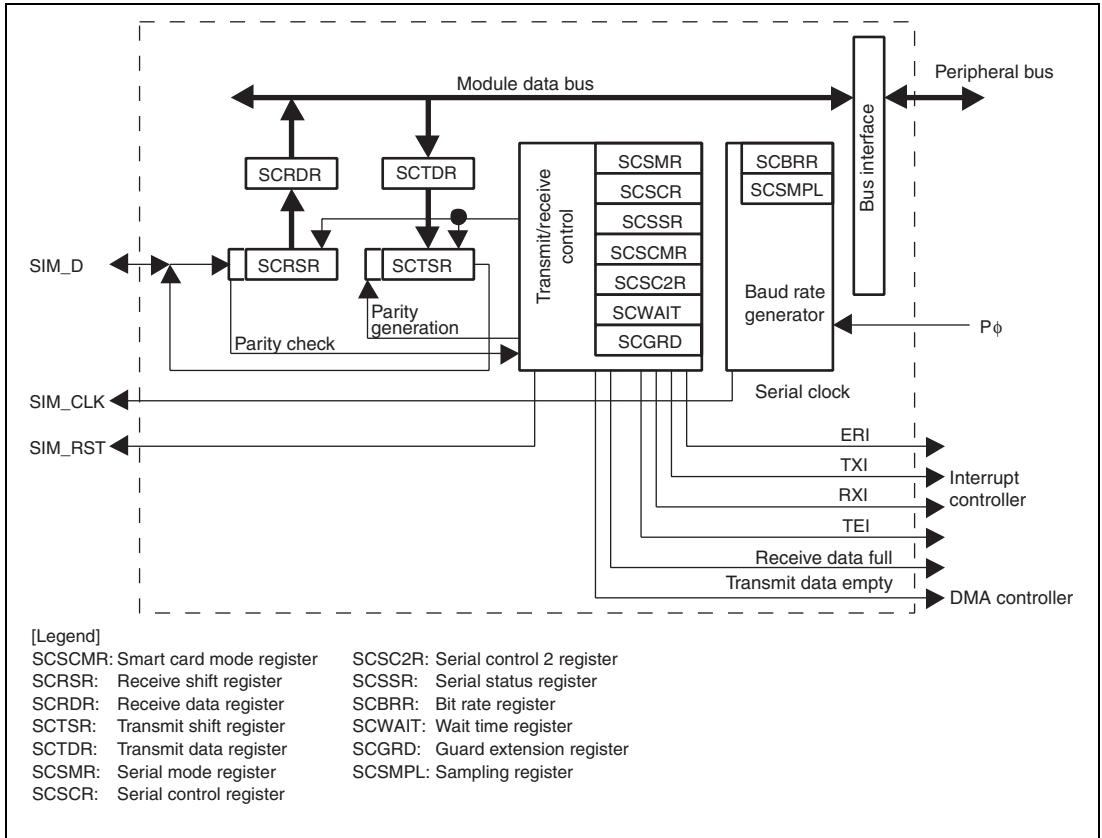 Module data bus
Peripheral bus
Bus interface
SCRDR
SCTDR
SCRSR
SCTSR
Transmit/receive
control
SCSMR
SCSCR
SCSSR
SCSCMR
SCSC2R
SCWAIT
SCGRD
SCBRR
SCSMPL
Baud rate
generator
Pϕ
SIM_D
Parity
generation
Parity check
SIM_CLK
Serial clock
SIM_RST
ERI
TXI
Interrupt
controller
RXI
TEI
Receive data full
Transmit data empty
DMA controller
[Legend]
SCSCMR: Smart card mode register
SCRSR: Receive shift register
SCRDR: Receive data register
SCTSR: Transmit shift register
SCTDR: Transmit data register
SCSMR: Serial mode register
SCSCR: Serial control register
SCSC2R: Serial control 2 register
SCSSR: Serial status register
SCBRR: Bit rate register
SCWAIT: Wait time register
SCGRD: Guard extension register
SCSMPL: Sampling register